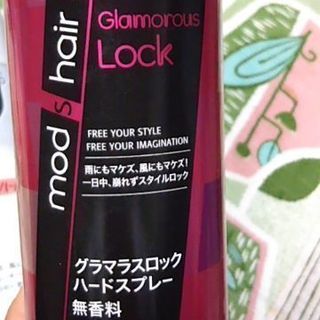 mod's hair
Glamorous
Lock
FREE YOUR STYLE
FREE YOUR IMAGINATION
雨にもマケズ、風にもマケズ!
一日中、崩れずスタイルロック
グラマラスロック
ハードスプレー
無香料